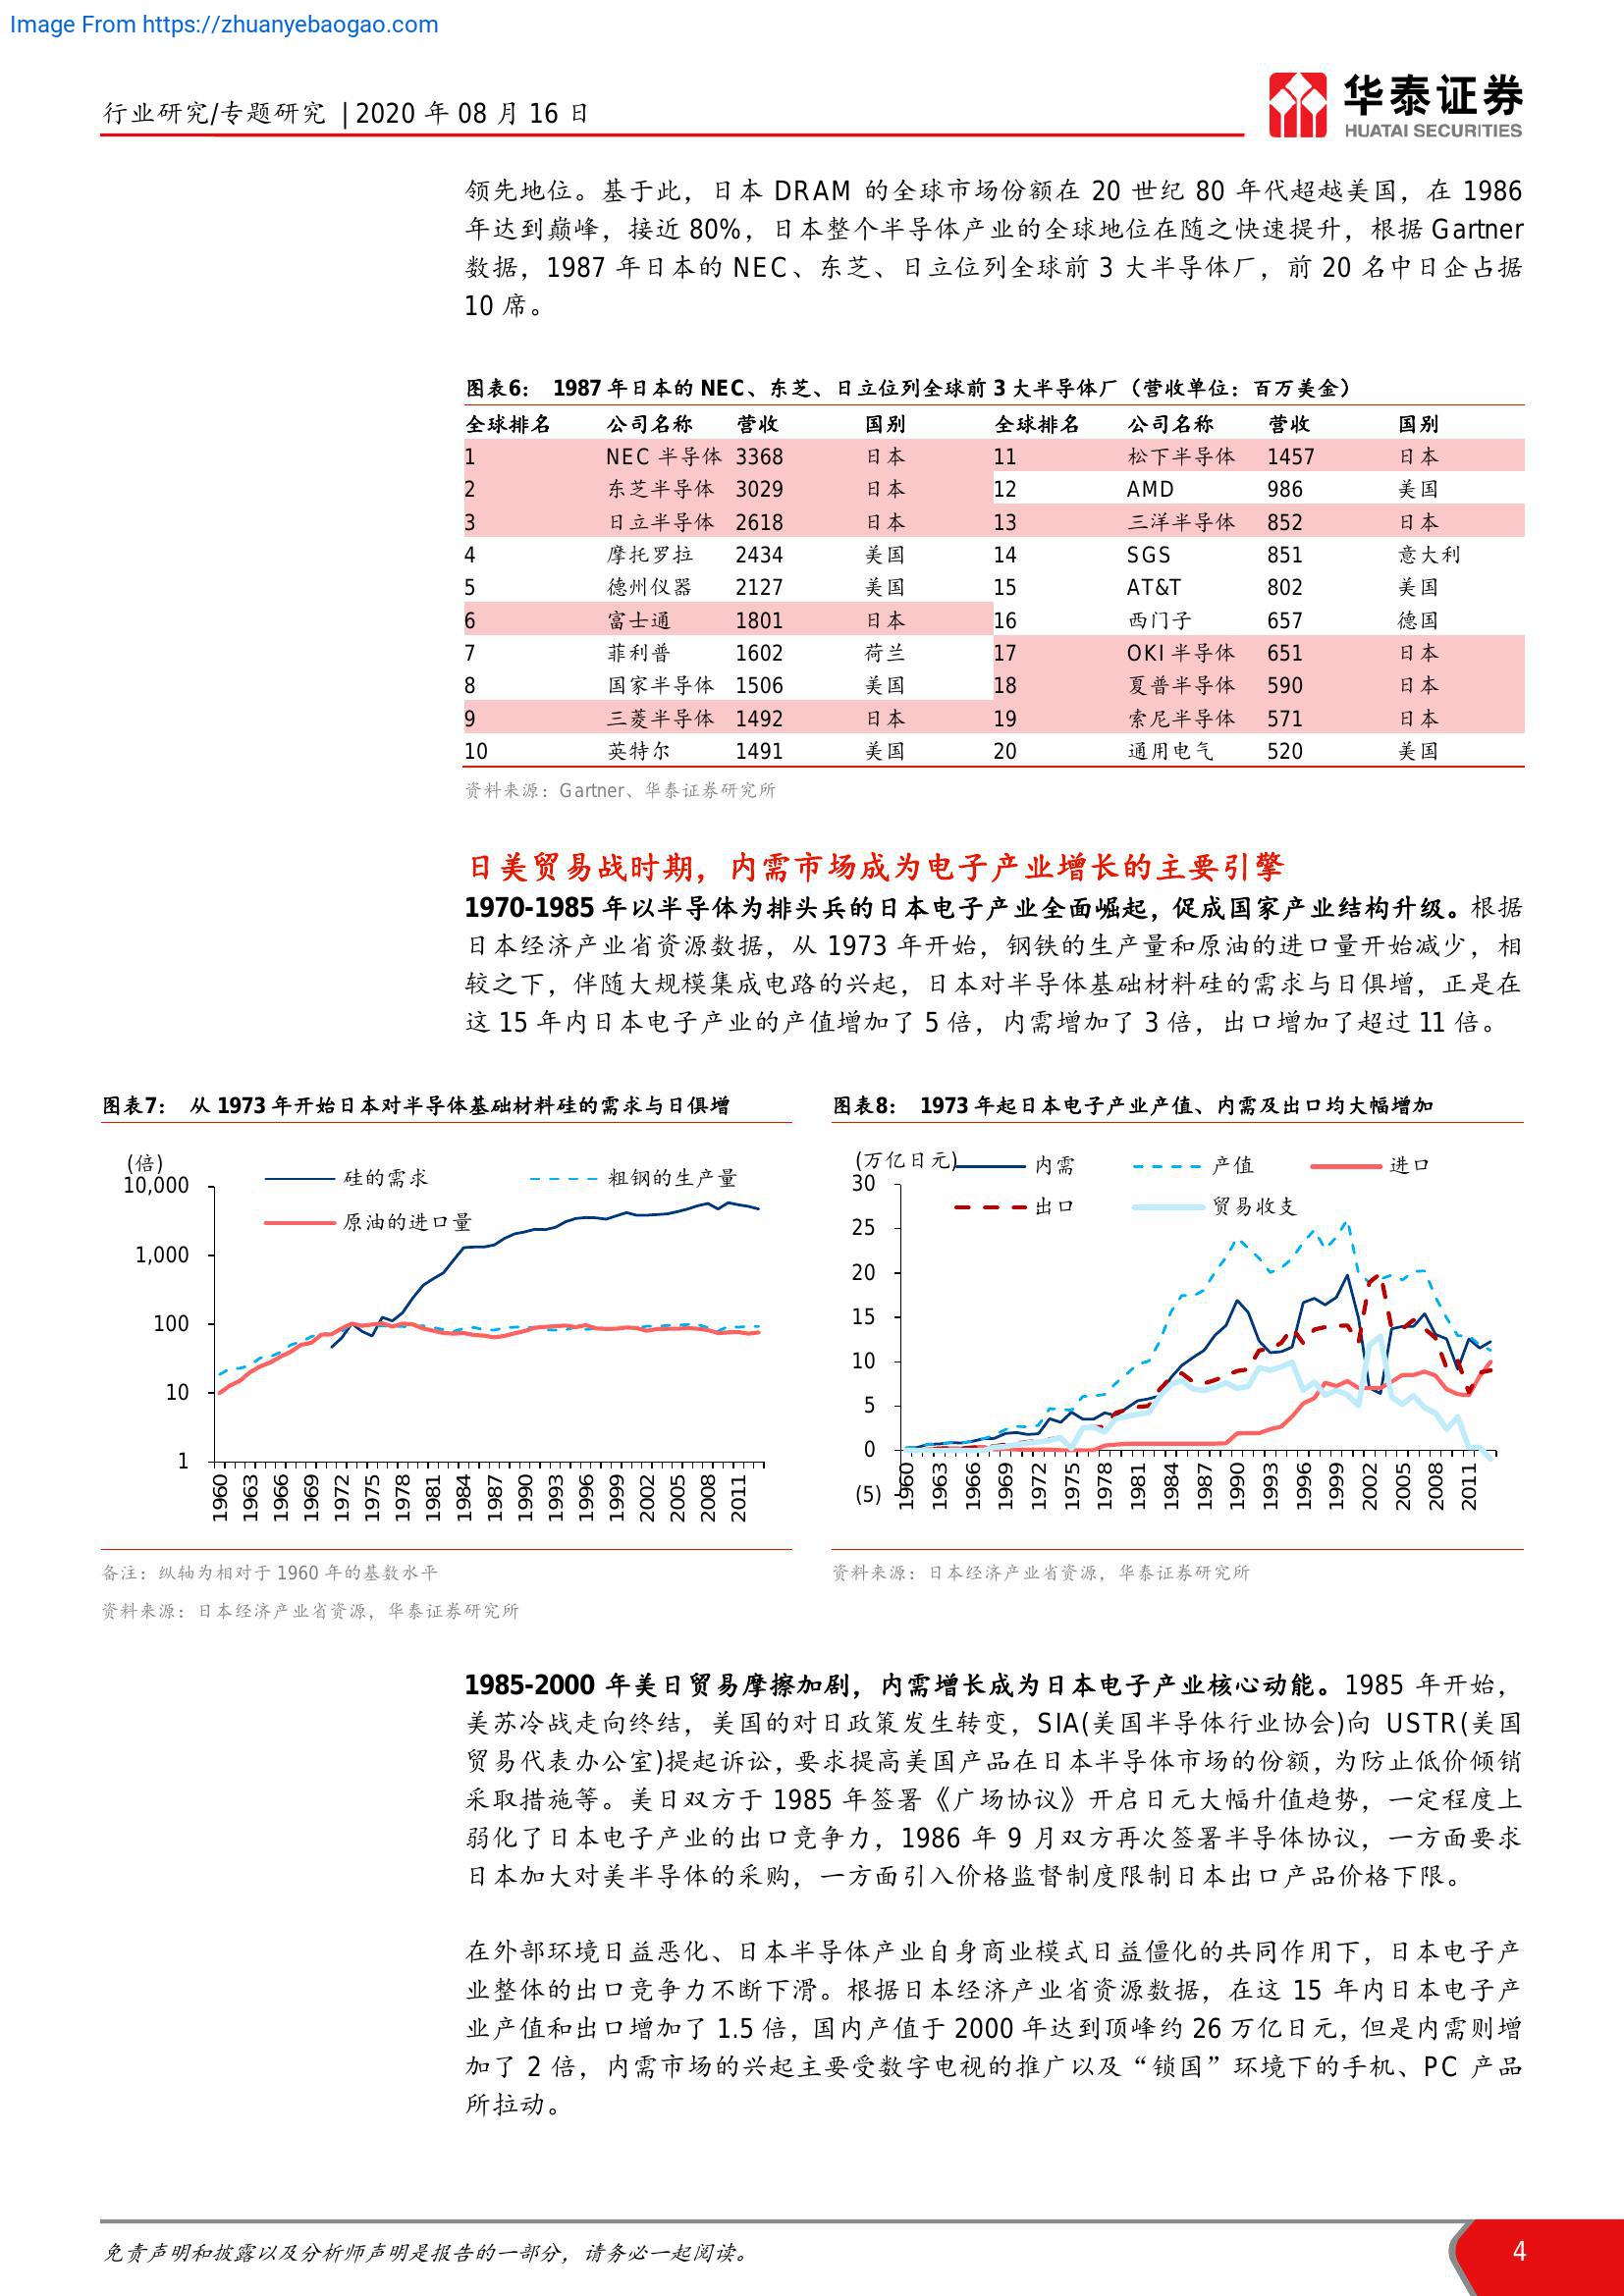 Image From https://zhuanyebaogao.com
行业研究/专题研究 | 2020 年 08 月 16 日
华泰证券
HUATAI SECURITIES
领先地位。基于此，日本 DRAM 的全球市场份额在 20 世纪 80 年代超越美国，在 1986
年达到巅峰，接近 80%，日本整个半导体产业的全球地位在随之快速提升，根据 Gartner
数据，1987 年日本的 NEC、东芝、日立位列全球前 3 大半导体厂，前 20 名中日企占据
10 席。
图表6： 1987 年日本的 NEC、东芝、日立位列全球前 3 大半导体厂（营收单位：百万美金）
全球排名 公司名称 营收 国别 全球排名 公司名称 营收 国别
1 NEC 半导体 3368 日本 11 松下半导体 1457 日本
2 东芝半导体 3029 日本 12 AMD 986 美国
3 日立半导体 2618 日本 13 三洋半导体 852 日本
4 摩托罗拉 2434 美国 14 SGS 851 意大利
5 德州仪器 2127 美国 15 AT&T 802 美国
6 富士通 1801 日本 16 西门子 657 德国
7 菲利普 1602 荷兰 17 OKI 半导体 651 日本
8 国家半导体 1506 美国 18 夏普半导体 590 日本
9 三菱半导体 1492 日本 19 索尼半导体 571 日本
10 英特尔 1491 美国 20 通用电气 520 美国
资料来源：Gartner、华泰证券研究所
日美贸易战时期，内需市场成为电子产业增长的主要引擎
1970-1985 年以半导体为排头兵的日本电子产业全面崛起，促成国家产业结构升级。根据
日本经济产业省资源数据，从 1973 年开始，钢铁的生产量和原油的进口量开始减少，相
较之下，伴随大规模集成电路的兴起，日本对半导体基础材料硅的需求与日俱增，正是在
这 15 年内日本电子产业的产值增加了 5 倍，内需增加了 3 倍，出口增加了超过 11 倍。
图表7： 从 1973 年开始日本对半导体基础材料硅的需求与日俱增
(倍)
硅的需求 粗钢的生产量
原油的进口量
10,000
1,000
100
10
1
1960 1963 1966 1969 1972 1975 1978 1981 1984 1987 1990 1993 1996 1999 2002 2005 2008 2011
备注：纵轴为相对于 1960 年的基数水平
资料来源：日本经济产业省资源，华泰证券研究所
图表8： 1973 年起日本电子产业产值、内需及出口均大幅增加
(万亿日元)
内需 产值 进口
出口 贸易收支
30
25
20
15
10
5
0
(5)
1960 1963 1966 1969 1972 1975 1978 1981 1984 1987 1990 1993 1996 1999 2002 2005 2008 2011
资料来源：日本经济产业省资源，华泰证券研究所
1985-2000 年美日贸易摩擦加剧，内需增长成为日本电子产业核心动能。1985 年开始，
美苏冷战走向终结，美国的对日政策发生转变，SIA(美国半导体行业协会)向 USTR(美国
贸易代表办公室)提起诉讼，要求提高美国产品在日本半导体市场的份额，为防止低价倾销
采取措施等。美日双方于 1985 年签署《广场协议》开启日元大幅升值趋势，一定程度上
弱化了日本电子产业的出口竞争力，1986 年 9 月双方再次签署半导体协议，一方面要求
日本加大对美半导体的采购，一方面引入价格监督制度限制日本出口产品价格下限。
在外部环境日益恶化、日本半导体产业自身商业模式日益僵化的共同作用下，日本电子产
业整体的出口竞争力不断下滑。根据日本经济产业省资源数据，在这 15 年内日本电子产
业产值和出口增加了 1.5 倍，国内产值于 2000 年达到顶峰约 26 万亿日元，但是内需则增
加了 2 倍，内需市场的兴起主要受数字电视的推广以及“锁国”环境下的手机、PC 产品
所拉动。
免责声明和披露以及分析师声明是报告的一部分，请务必一起阅读。
4